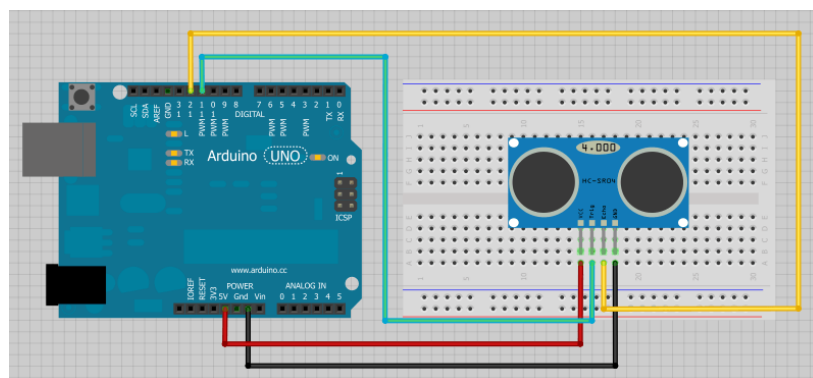 SCL
SDA
AREF
GND
13
12
PWM 11
PWM 10
PWM 9
8
DIGITAL
7
PWM 6
PWM 5
4
PWM 3
2
TX 1
RX 0
L
TX
RX
Arduino UNO
ON
1
ICSP
www.arduino.cc
POWER
ANALOG IN
IOREF
RESET
3V3
5V
Gnd
Vin
0
1
2
3
4
5
4.000
HC-SR04
VCC
Trig
Echo
GND